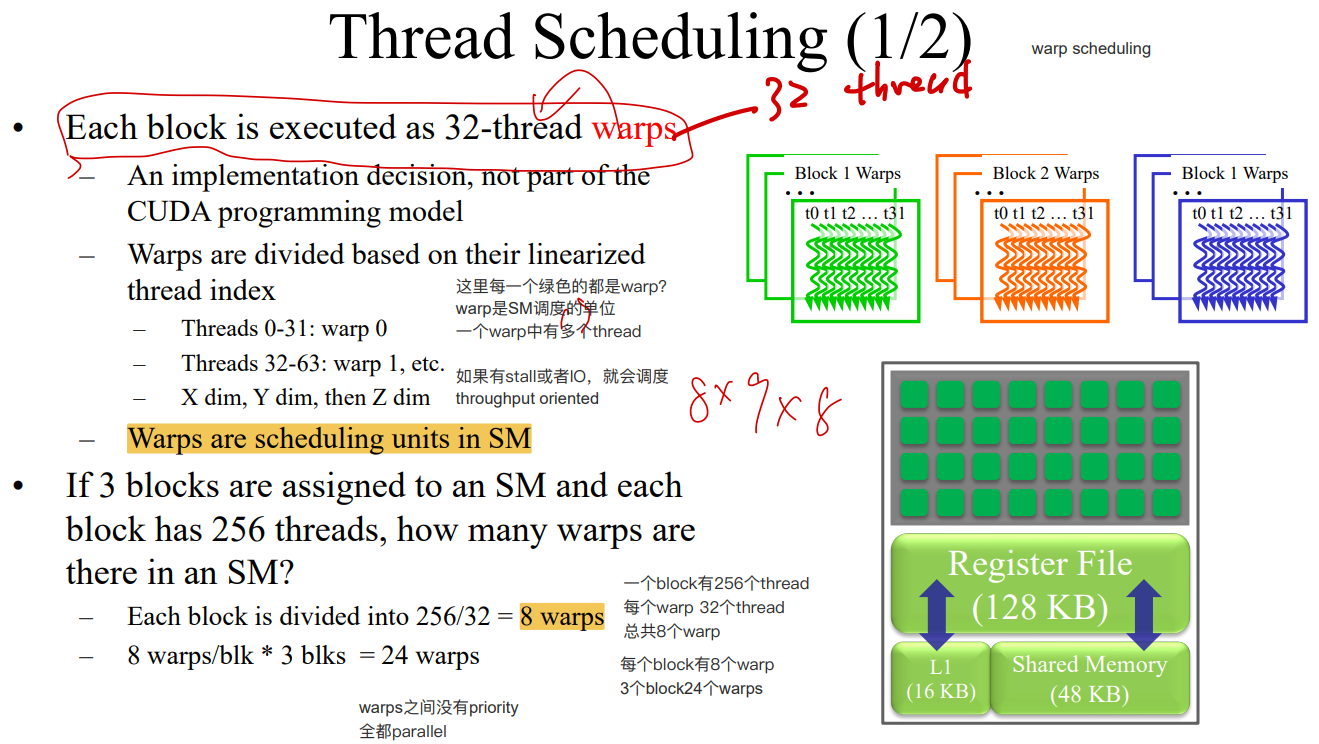 Thread Scheduling (1/2)
warp scheduling
32 thread
• Each block is executed as 32-thread warps
– An implementation decision, not part of the
CUDA programming model
– Warps are divided based on their linearized
thread index
– Threads 0-31: warp 0
– Threads 32-63: warp 1, etc.
– X dim, Y dim, then Z dim
– Warps are scheduling units in SM
这里每一个绿色的都是warp?
warp是SM调度的单位
一个warp中有多个thread
如果有stall或者IO，就会调度
throughput oriented
8×9×8
• If 3 blocks are assigned to an SM and each
block has 256 threads, how many warps are
there in an SM?
– Each block is divided into 256/32 = 8 warps
– 8 warps/blk * 3 blks = 24 warps
一个block有256个thread
每个warp 32个thread
总共8个warp
每个block有8个warp
3个block24个warps
warps之间没有priority
全都parallel
Block 1 Warps
…
t0 t1 t2 … t31
Block 2 Warps
…
t0 t1 t2 … t31
Block 1 Warps
…
t0 t1 t2 … t31
Register File
(128 KB)
L1
(16 KB)
Shared Memory
(48 KB)